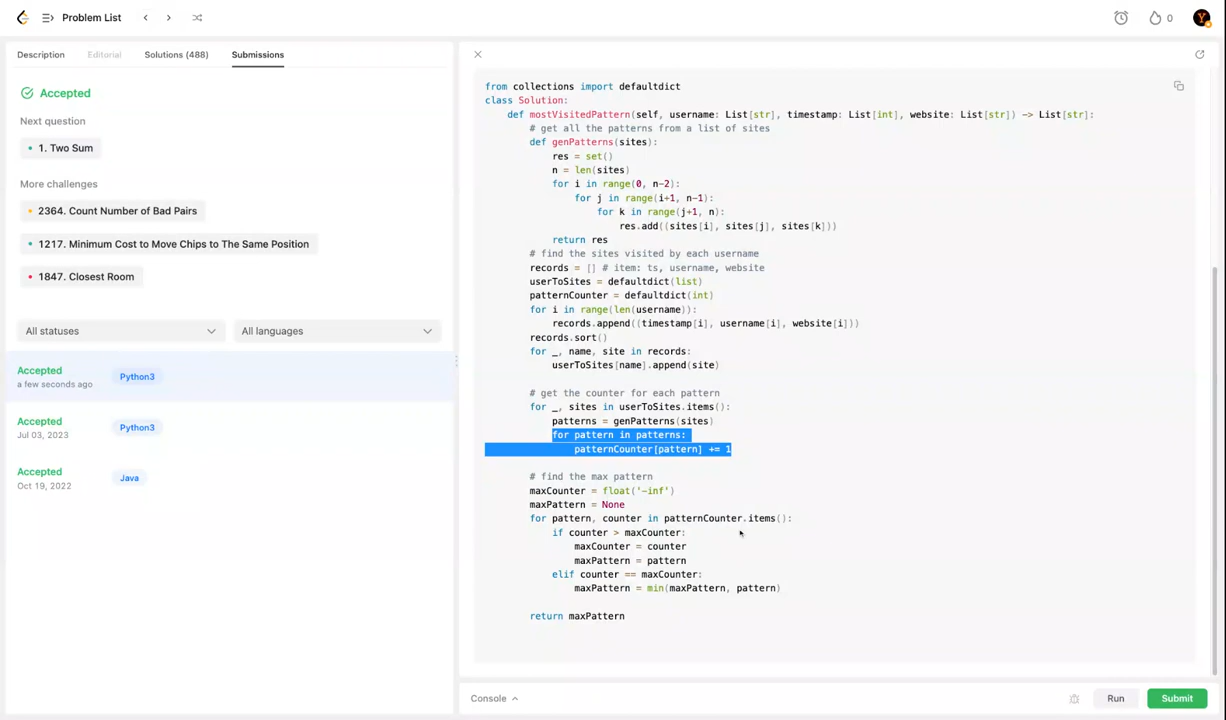 Problem List
0
Description Editorial Solutions (488) Submissions
Accepted
Next question
1. Two Sum
More challenges
2364. Count Number of Bad Pairs
1217. Minimum Cost to Move Chips to The Same Position
1847. Closest Room
All statuses All languages
Accepted
a few seconds ago
Python3
Accepted
Jul 03, 2023
Python3
Accepted
Oct 19, 2022
Java
from collections import defaultdict
class Solution:
def mostVisitedPattern(self, username: List[str], timestamp: List[int], website: List[str]) -> List[str]:
# get all the patterns from a list of sites
def genPatterns(sites):
res = set()
n = len(sites)
for i in range(0, n-2):
for j in range(i+1, n-1):
for k in range(j+1, n):
res.add((sites[i], sites[j], sites[k]))
return res
# find the sites visited by each username
records = [] # item: ts, username, website
userToSites = defaultdict(list)
patternCounter = defaultdict(int)
for i in range(len(username)):
records.append((timestamp[i], username[i], website[i]))
records.sort()
for _, name, site in records:
userToSites[name].append(site)
# get the counter for each pattern
for _, sites in userToSites.items():
patterns = genPatterns(sites)
for pattern in patterns:
patternCounter[pattern] += 1
# find the max pattern
maxCounter = float('-inf')
maxPattern = None
for pattern, counter in patternCounter.items():
if counter > maxCounter:
maxCounter = counter
maxPattern = pattern
elif counter == maxCounter:
maxPattern = min(maxPattern, pattern)
return maxPattern
Console
Run
Submit